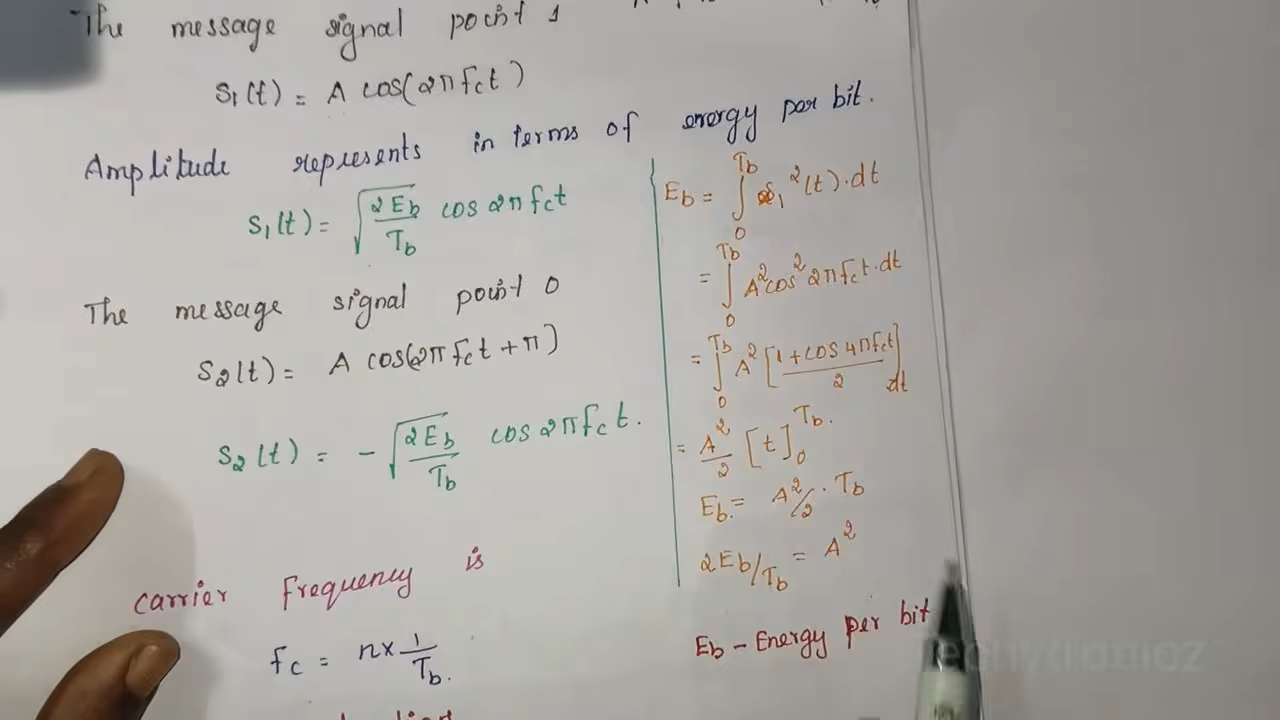 The message signal point 1
S₁(t) = A cos(2πfct)
Amplitude represents in terms of energy per bit.
S₁(t) = √(2Eb/Tb) cos 2πfct
The message signal point 0
S₂(t) = A cos(2πfct + π)
S₂(t) = -√(2Eb/Tb) cos 2πfct.
Carrier Frequency is
fc = n × 1/Tb.
Eb = ∫₀^Tb S₁²(t).dt
= ∫₀^Tb A² cos² 2πfct.dt
= ∫₀^Tb A² [(1 + cos 4πfct)/2] dt
= A²/2 [t]₀^Tb.
Eb. = A²/2 . Tb
2Eb/Tb = A²
Eb - Energy per bit